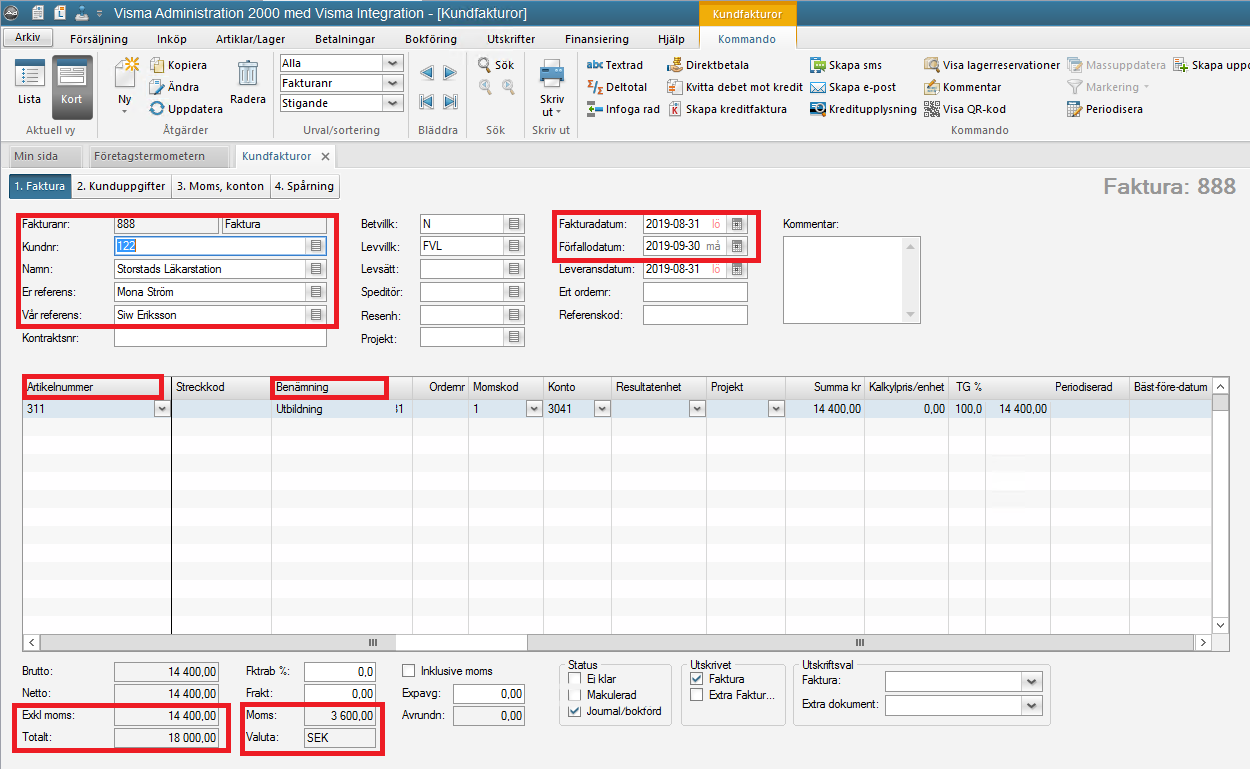 Visma Administration 2000 med Visma Integration - [Kundfakturor]
Kundfakturor
Arkiv Försäljning Inköp Artiklar/Lager Betalningar Bokföring Utskrifter Finansiering Hjälp Kommando
Lista Kort Ny Kopiera Ändra Uppdatera Radera
Alla
Fakturanr
Stigande
Sök
Skriv ut
abc Textrad Direktbetala Skapa sms Visa lagerreservationer Massuppdatera Skapa uppd
Deltotal Kvitta debet mot kredit Skapa e-post Kommentar Markering
Infoga rad Skapa kreditfaktura Kreditupplysning Visa QR-kod Periodisera
Aktuell vy Åtgärder Urval/sortering Bläddra Sök Skriv ut Kommando
Min sida Företagstermometern Kundfakturor
1. Faktura 2. Kunduppgifter 3. Moms, konton 4. Spårning Faktura: 888
Fakturanr: 888 Faktura Betvillk: N Fakturadatum: 2019-08-31 lö Kommentar:
Kundnr: 122 Levvillk: FVL Förfallodatum: 2019-09-30 må
Namn: Storstads Läkarstation Levsätt: Leveransdatum: 2019-08-31 lö
Er referens: Mona Ström Speditör: Ert ordernr:
Vår referens: Siw Eriksson Resenh: Referenskod:
Kontraktsnr: Projekt:
Artikelnummer Streckkod Benämning Ordernr Momskod Konto Resultatenhet Projekt Summa kr Kalkylpris/enhet TG % Periodiserad Bäst-före-datum
311 Utbildning 31 1 3041 14 400,00 0,00 100,0 14 400,00
Brutto: 14 400,00 Fktrab %: 0,0 Inklusive moms Status Utskrivet Utskriftsval
Netto: 14 400,00 Frakt: 0,00 Expavg: 0,00 Ei klar Faktura Faktura:
Exkl moms: 14 400,00 Moms: 3 600,00 Avrundn: 0,00 Makulerad Extra Faktur... Extra dokument:
Totalt: 18 000,00 Valuta: SEK Journal/bokförd